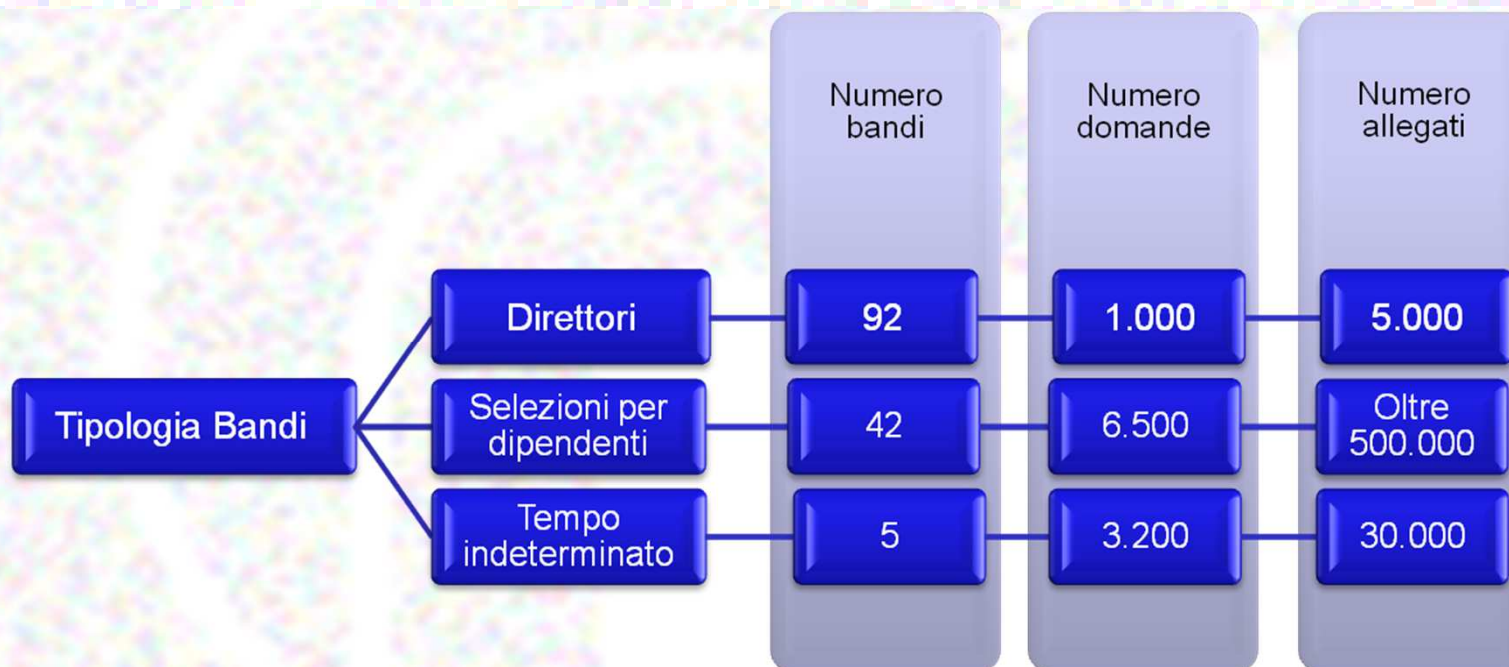 Numero
bandi
Numero
domande
Numero
allegati
Tipologia Bandi
Direttori
92
1.000
5.000
Selezioni per
dipendenti
42
6.500
Oltre
500.000
Tempo
indeterminato
5
3.200
30.000